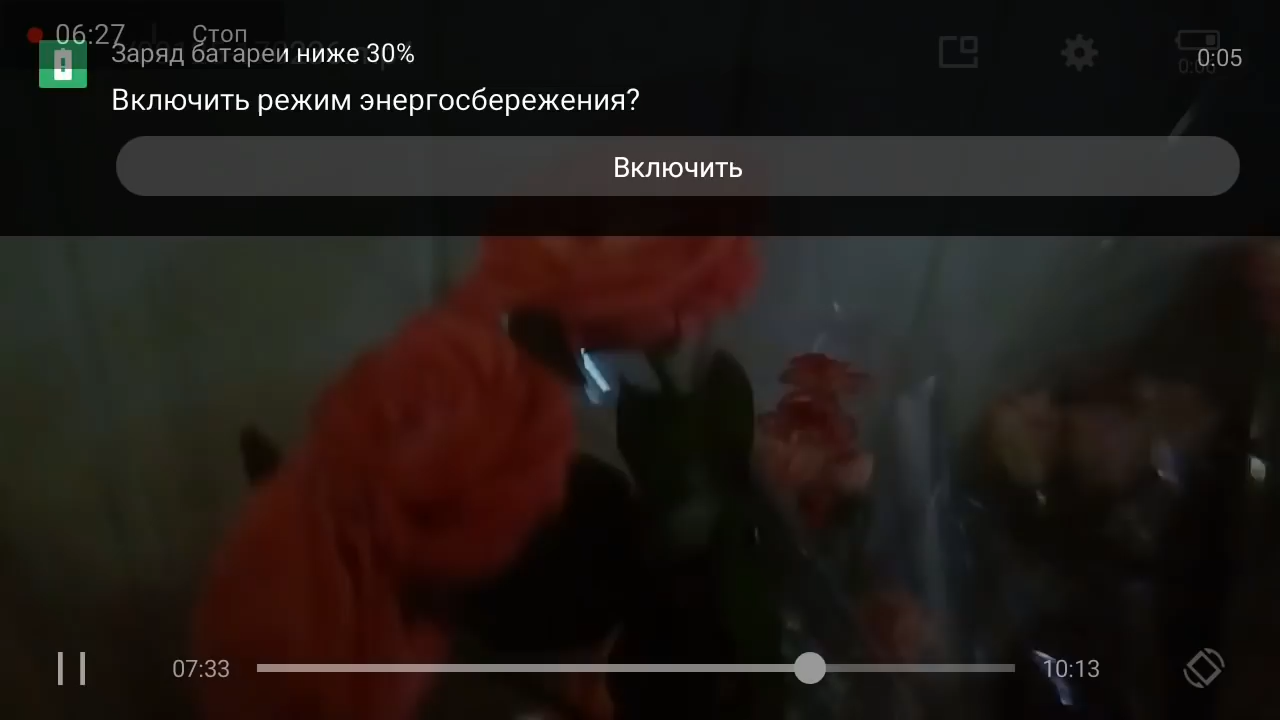 06:27
Стоп
Заряд батареи ниже 30%
0:05
Включить режим энергосбережения?
Включить
07:33
10:13